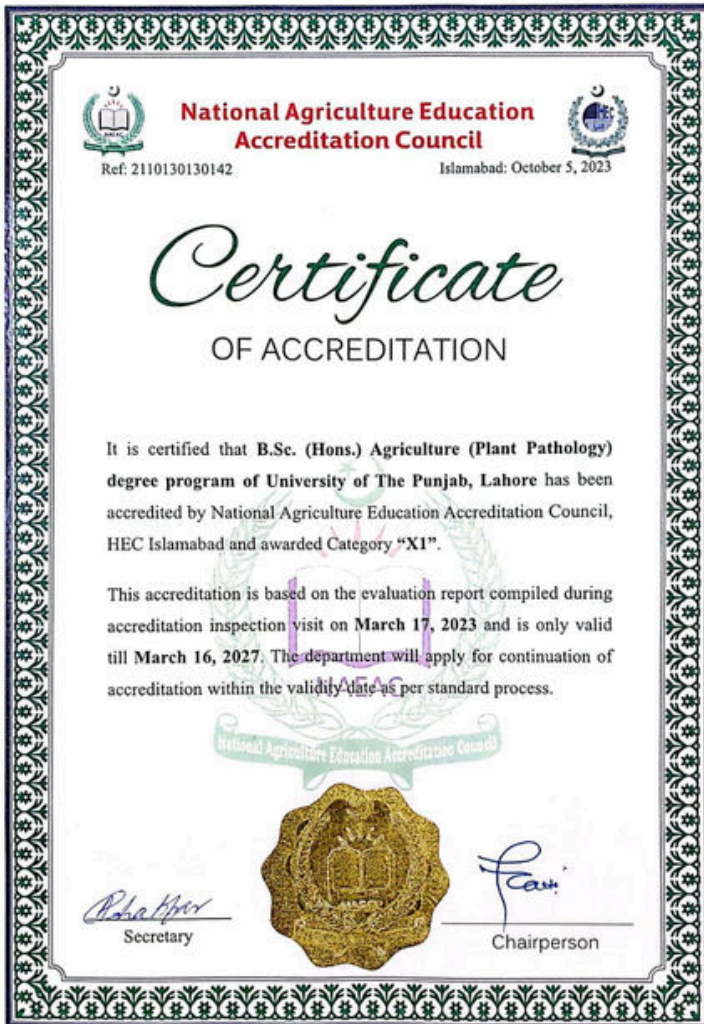 National Agriculture Education
Accreditation Council
Ref: 2110130130142
Islamabad: October 5, 2023
Certificate
OF ACCREDITATION
It is certified that B.Sc. (Hons.) Agriculture (Plant Pathology)
degree program of University of The Punjab, Lahore has been
accredited by National Agriculture Education Accreditation Council,
HEC Islamabad and awarded Category “X1”.
This accreditation is based on the evaluation report compiled during
accreditation inspection visit on March 17, 2023 and is only valid
till March 16, 2027. The department will apply for continuation of
accreditation within the validity date as per standard process.
NAEAC
National Agriculture Education Accreditation Council
Secretary
Chairperson